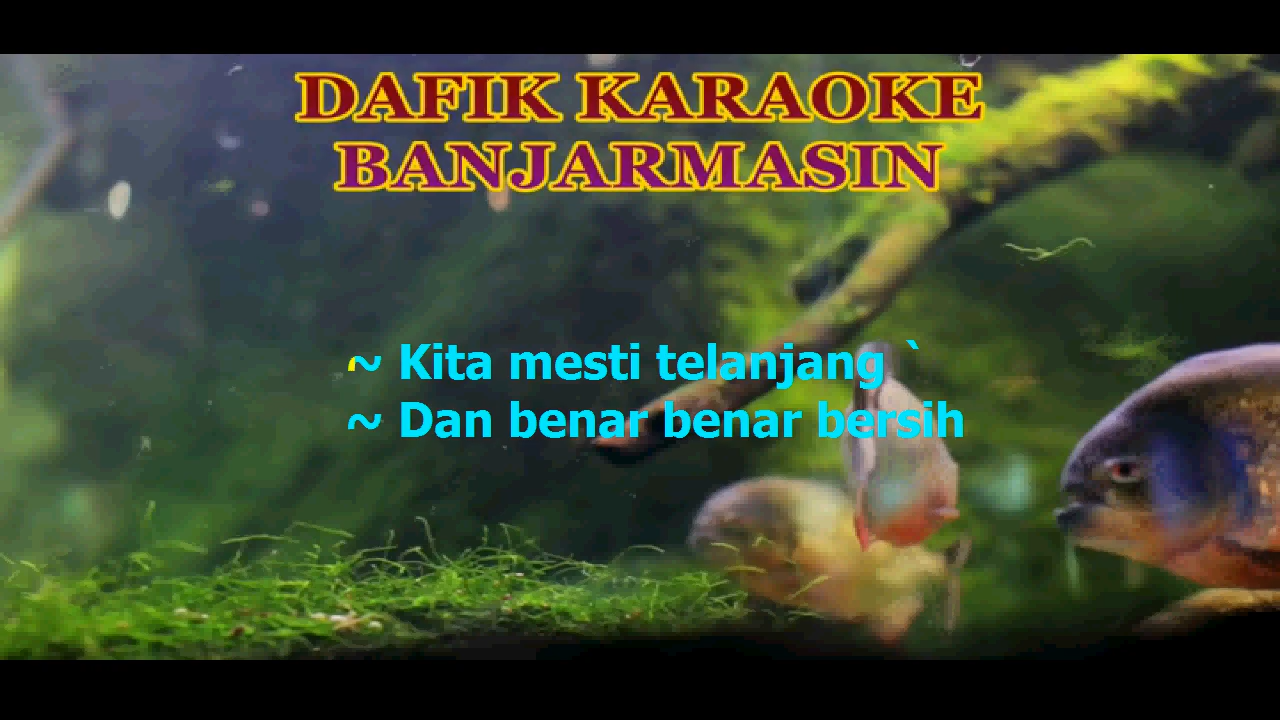 DAFIK KARAOKE
BANJARMASIN
~ Kita mesti telanjang `
~ Dan benar benar bersih